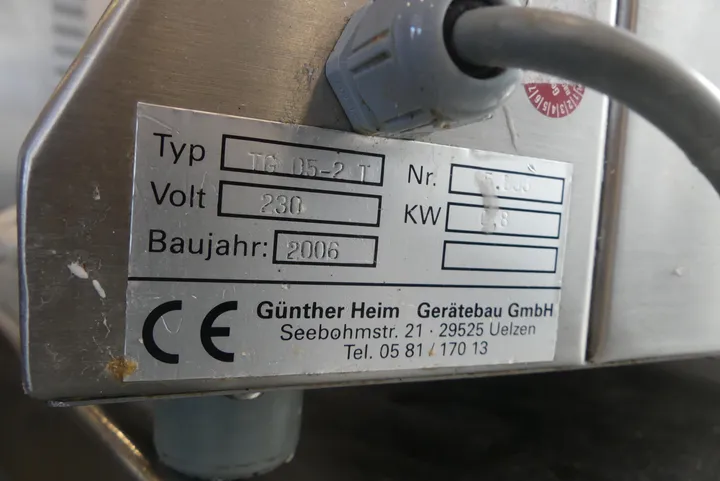 Typ TG 05-2 T Nr.
Volt 230 KW
Baujahr: 2006
CE Günther Heim Gerätebau GmbH
Seebohmstr. 21 · 29525 Uelzen
Tel. 05 81 / 170 13